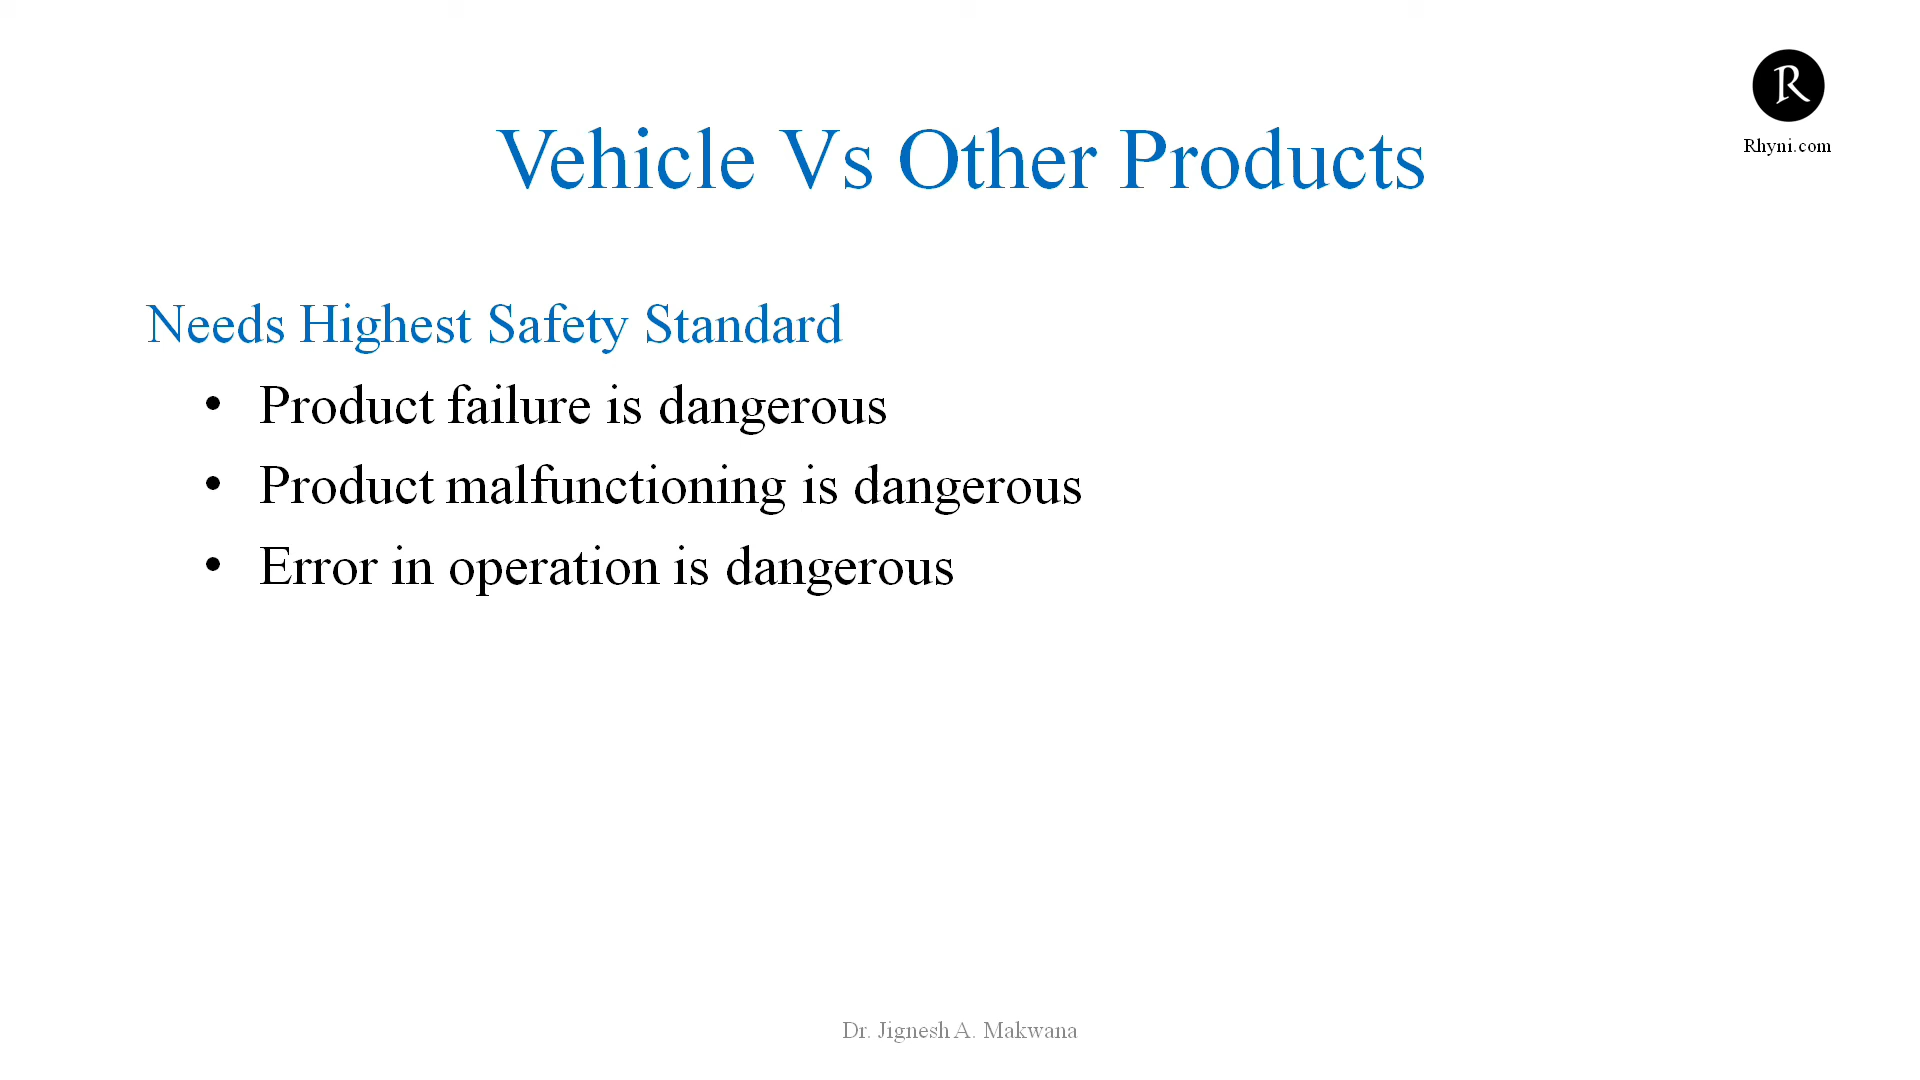 R
Rhyni.com
Vehicle Vs Other Products
Needs Highest Safety Standard
• Product failure is dangerous
• Product malfunctioning is dangerous
• Error in operation is dangerous
Dr. Jignesh A. Makwana